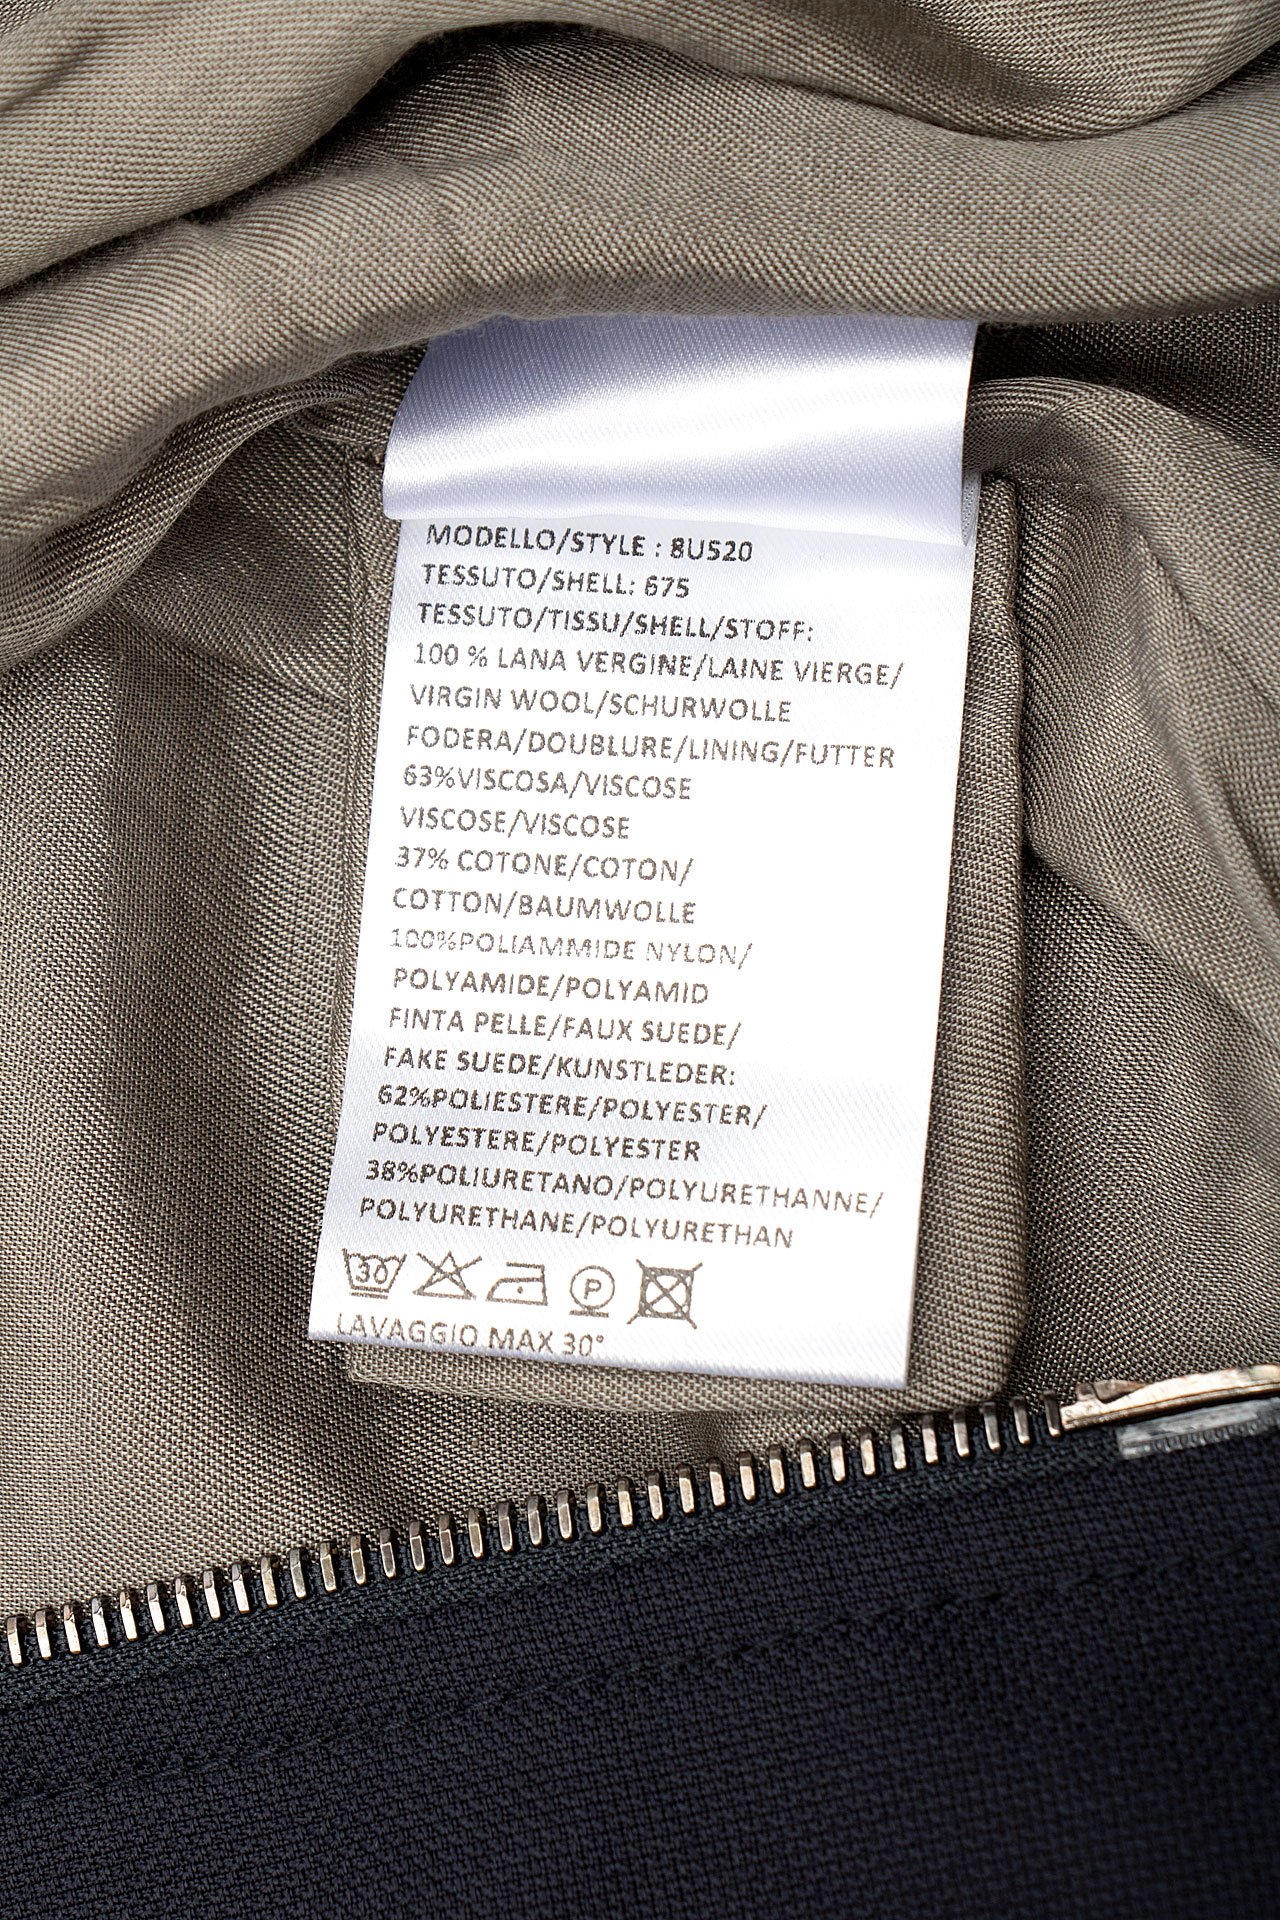 MODELLO/STYLE : 8U520
TESSUTO/SHELL: 675
TESSUTO/TISSU/SHELL/STOFF:
100 % LANA VERGINE/LAINE VIERGE/
VIRGIN WOOL/SCHURWOLLE
FODERA/DOUBLURE/LINING/FUTTER
63%VISCOSA/VISCOSE
VISCOSE/VISCOSE
37% COTONE/COTON/
COTTON/BAUMWOLLE
100%POLIAMMIDE NYLON/
POLYAMIDE/POLYAMID
FINTA PELLE/FAUX SUEDE/
FAKE SUEDE/KUNSTLEDER:
62%POLIESTERE/POLYESTER/
POLYESTERE/POLYESTER
38%POLIURETANO/POLYURETHANNE/
POLYURETHANE/POLYURETHAN
30 P
LAVAGGIO MAX 30°